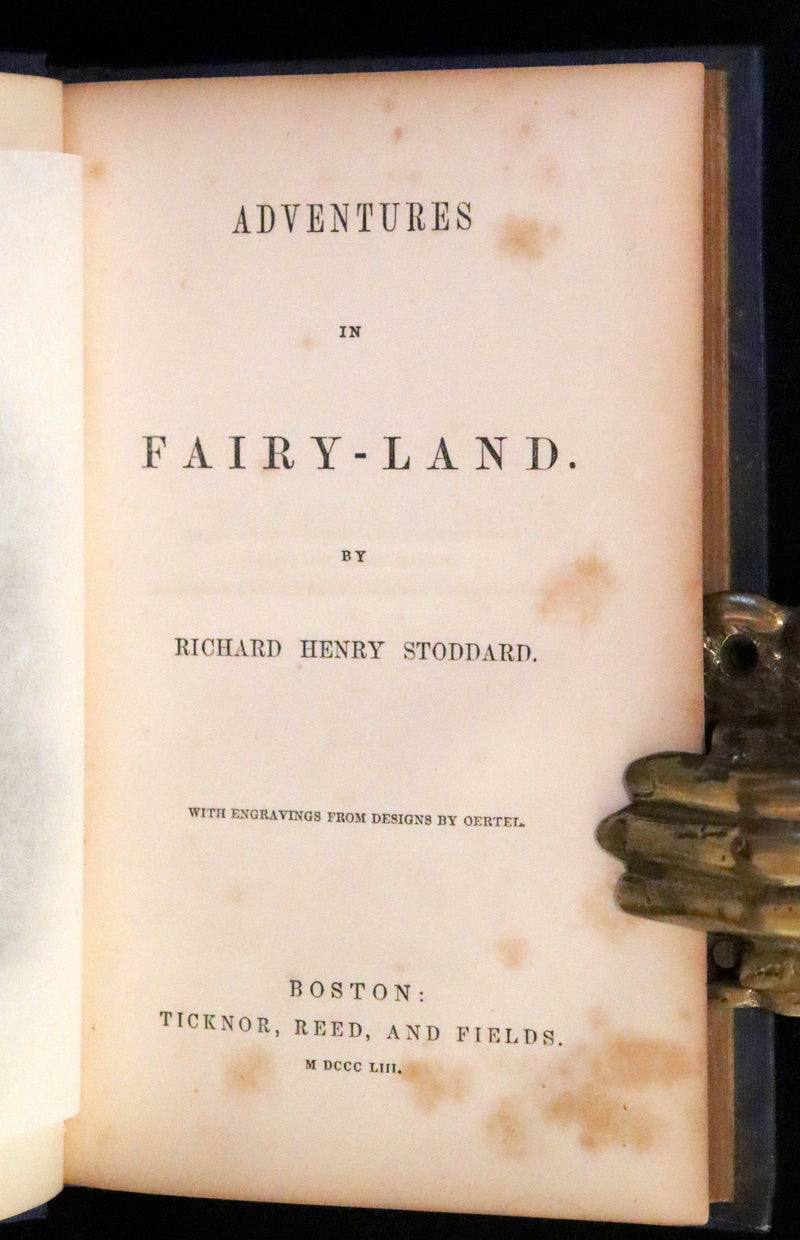 ADVENTURES
IN
FAIRY-LAND.
BY
RICHARD HENRY STODDARD.
WITH ENGRAVINGS FROM DESIGNS BY OERTEL.
BOSTON:
TICKNOR, REED, AND FIELDS.
M DCCC LIII.